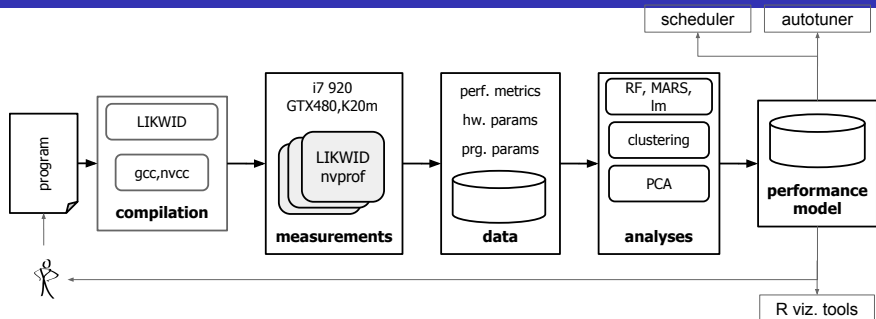 scheduler
autotuner
program
LIKWID
gcc,nvcc
compilation
i7 920
GTX480,K20m
LIKWID
nvprof
measurements
perf. metrics
hw. params
prg. params
data
RF, MARS,
lm
clustering
PCA
analyses
performance
model
R viz. tools